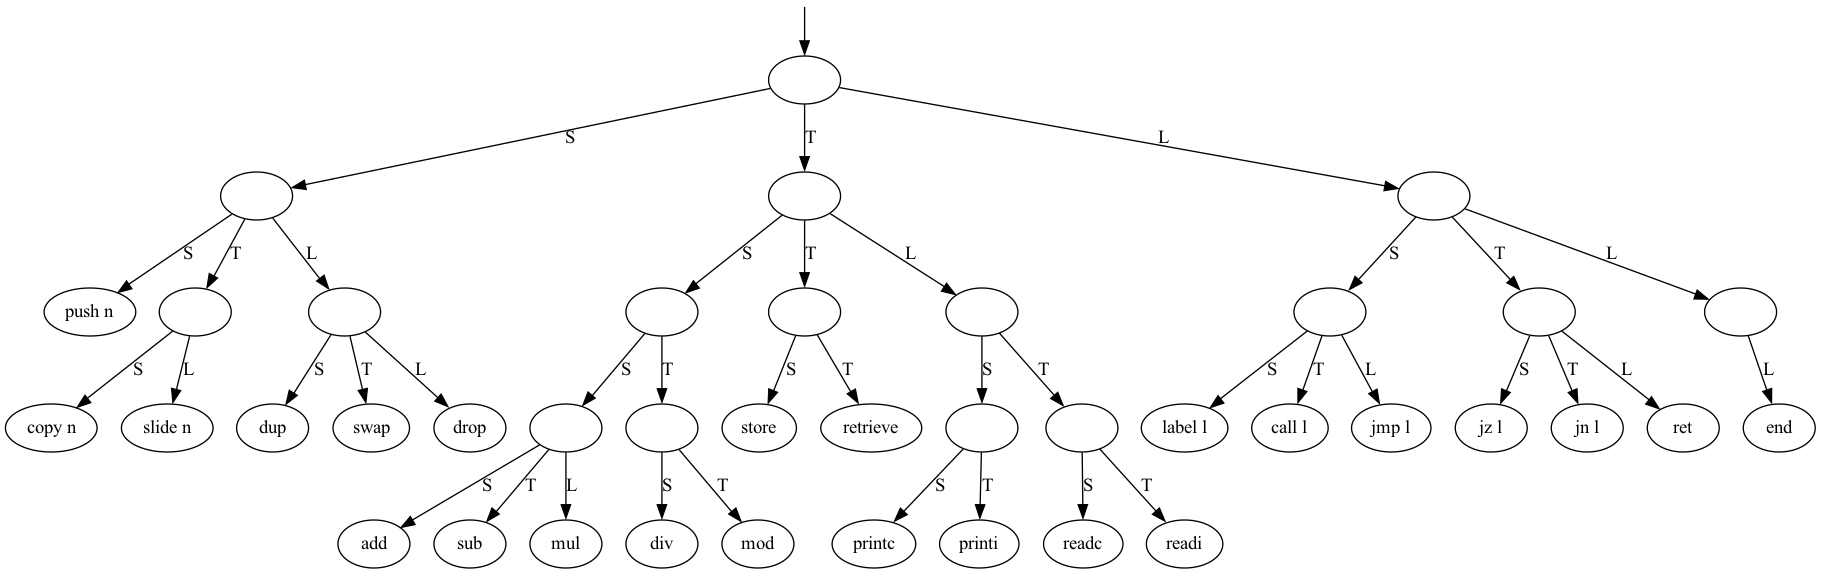 S
T
L
S
T
L
S
T
L
S
T
L
push n
S
L
S
T
L
S
T
S
T
S
T
S
T
L
S
T
L
L
copy n
slide n
dup
swap
drop
store
retrieve
label l
call l
jmp l
jz l
jn l
ret
end
S
T
L
S
T
S
T
S
T
add
sub
mul
div
mod
printc
printi
readc
readi